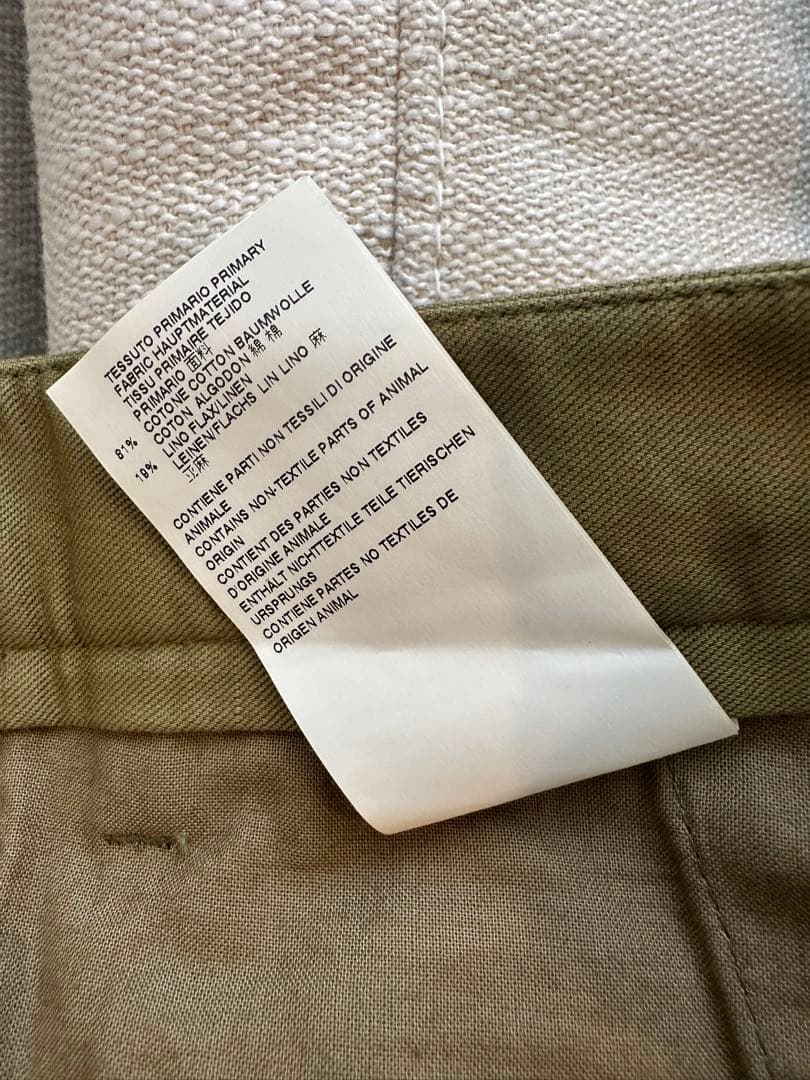 TESSUTO PRIMARIO PRIMARY
FABRIC HAUPTMATERIAL
TISSU PRIMAIRE TEJIDO
PRIMARIO 面料
81% COTONE COTTON BAUMWOLLE
COTON ALGODON 綿 棉
19% LINO FLAX/LINEN
LEINEN/FLACHS LIN LINO 麻
亚麻
CONTIENE PARTI NON TESSILI DI ORIGINE
ANIMALE
CONTAINS NON-TEXTILE PARTS OF ANIMAL
ORIGIN
CONTIENT DES PARTIES NON TEXTILES
D'ORIGINE ANIMALE
ENTHÄLT NICHTTEXTILE TEILE TIERISCHEN
URSPRUNGS
CONTIENE PARTES NO TEXTILES DE
ORIGEN ANIMAL